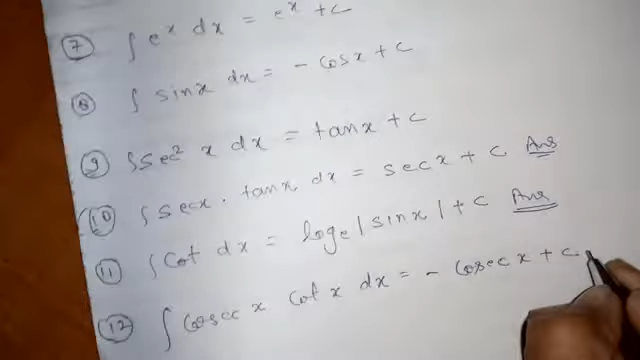 (7) ∫ e^x dx = e^x + c
(8) ∫ sinx dx = - cosx + c
(9) ∫ sec² x dx = tanx + c
(10) ∫ secx . tanx dx = secx + c Ans
(11) ∫ cot dx = loge |sinx| + c Ans
(12) ∫ cosec x cot x dx = - cosec x + c